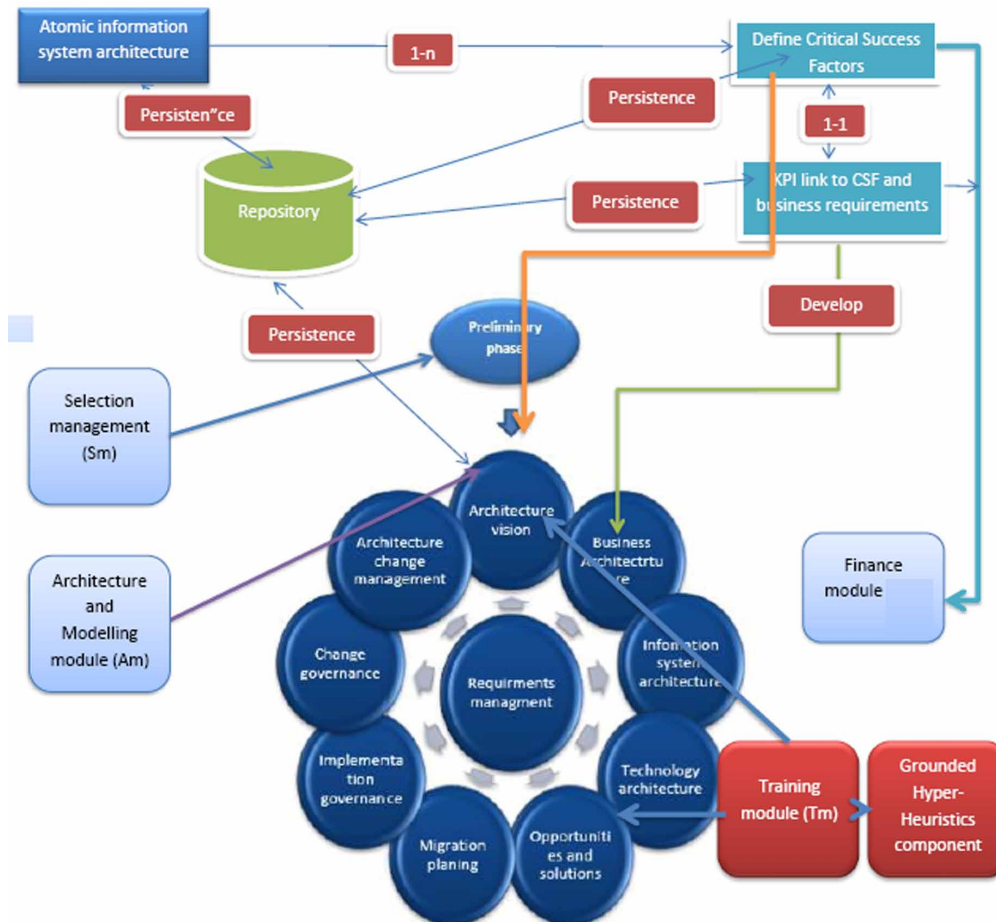 Atomic information
system architecture
1-n
Define Critical Success
Factors
Persisten"ce
Persistence
1-1
Repository
Persistence
KPI link to CSF and
business requirements
Persistence
Develop
Preliminary
phase
Selection
management
(Sm)
Architecture
vision
Architecture
change
management
Business
Architectrtu
re
Architecture
and
Modelling
module (Am)
Finance
module
Change
governance
Requirments
managment
Infomation
system
architecture
Implementa
tion
governance
Technology
architecture
Training
module (Tm)
Grounded
Hyper-
Heuristics
component
Migration
planing
Opportuniti
es and
solutions